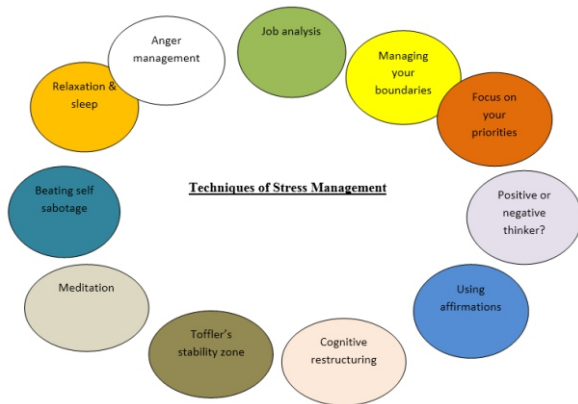 Anger
management
Job analysis
Managing
your
boundaries
Relaxation &
sleep
Focus on
your
priorities
Beating self
sabotage
Techniques of Stress Management
Positive or
negative
thinker?
Meditation
Using
affirmations
Toffler's
stability zone
Cognitive
restructuring